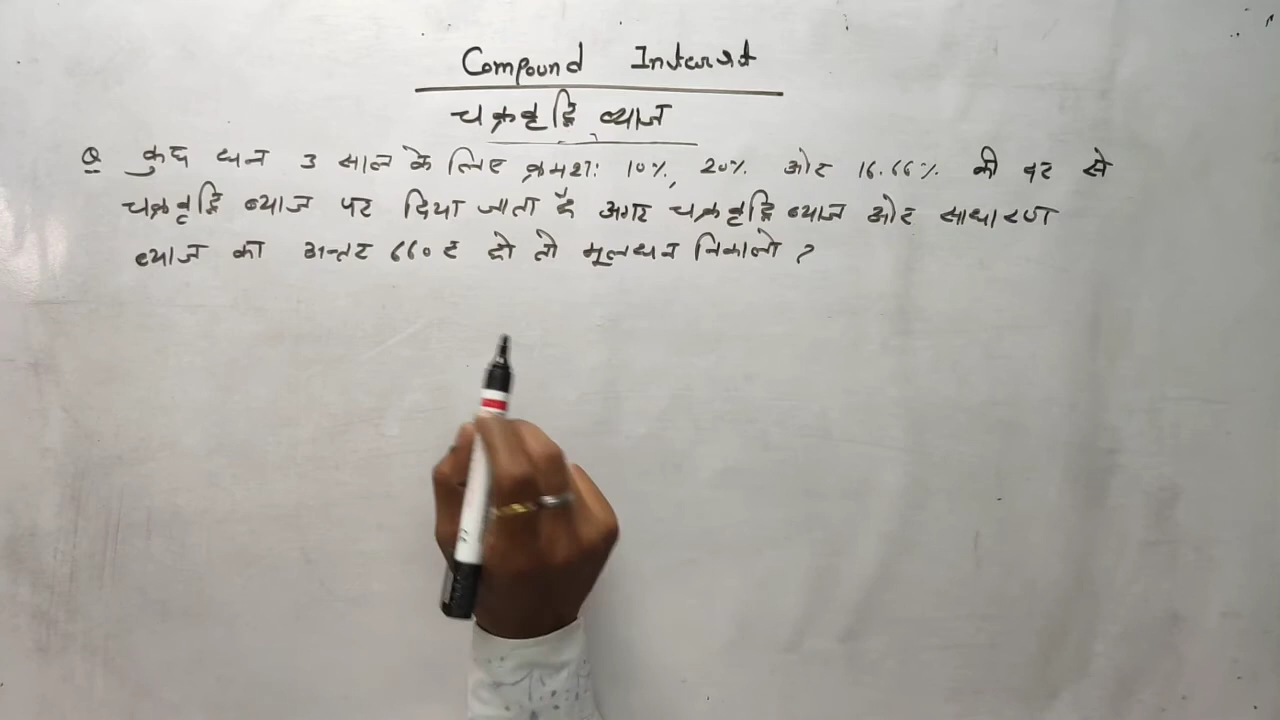 Compound Interest
चक्रवृद्धि ब्याज
Q कुछ धन 3 साल के लिए क्रमशः 10%, 20% और 16.66% की दर से
चक्रवृद्धि ब्याज पर दिया जाता है अगर चक्रवृद्धि ब्याज और साधारण
ब्याज का अन्तर 660 ₹ हो तो मूलधन निकालो ?